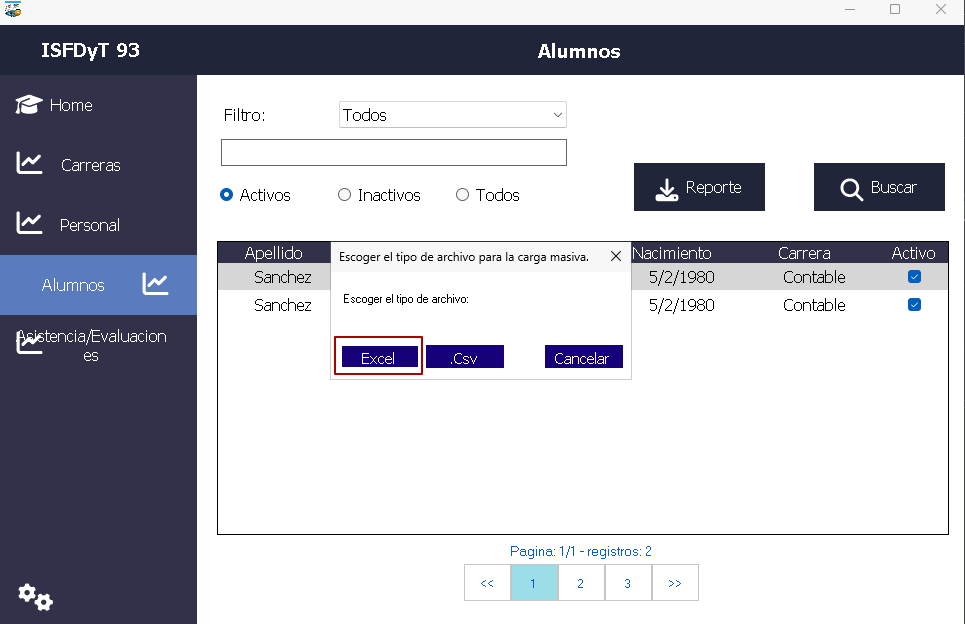 ISFDyT 93
Alumnos
Home
Carreras
Personal
Alumnos
Asistencia/Evaluacion
es
Filtro:
Todos
Activos
Inactivos
Todos
Reporte
Buscar
Apellido
Nacimiento
Carrera
Activo
Sanchez
5/2/1980
Contable
Sanchez
5/2/1980
Contable
Escoger el tipo de archivo para la carga masiva.
Escoger el tipo de archivo:
Excel
.Csv
Cancelar
Pagina: 1/1 - registros: 2
<<
1
2
3
>>